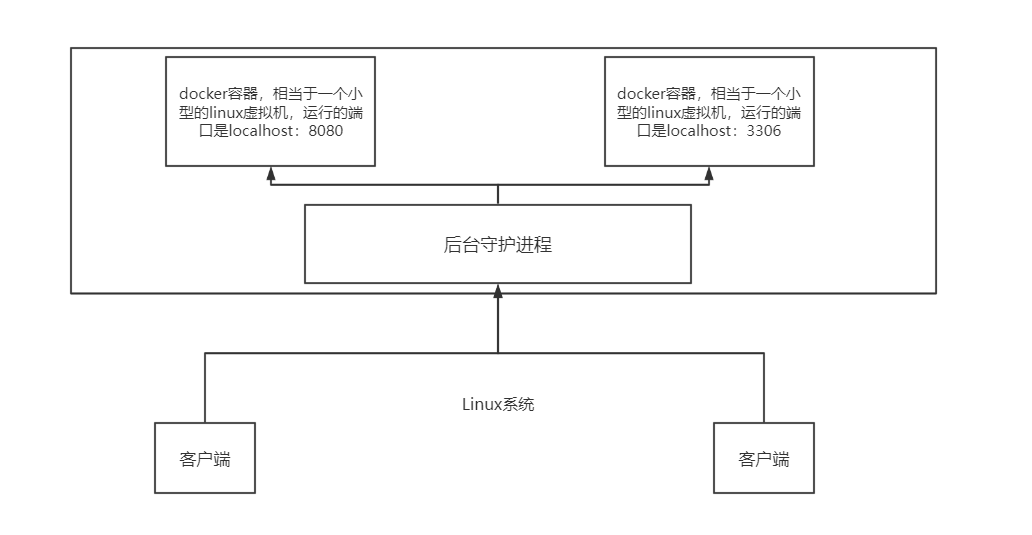 docker容器，相当于一个小
型的linux虚拟机，运行的端
口是localhost：8080
docker容器，相当于一个小
型的linux虚拟机，运行的端
口是localhost：3306
后台守护进程
Linux系统
客户端
客户端